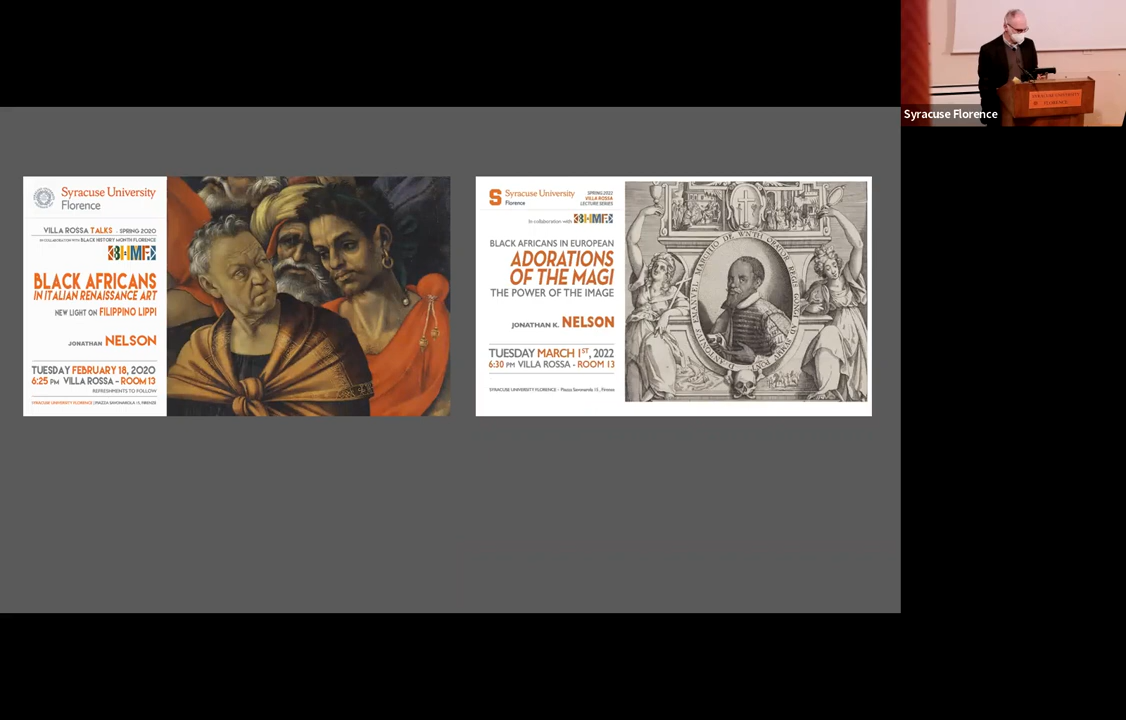 Syracuse Florence
SYRACUSE UNIVERSITY
FLORENCE
Syracuse University
Florence
VILLA ROSSA TALKS - SPRING 2020
IN COLLABORATION WITH BLACK HISTORY MONTH FLORENCE
BHMF
BLACK AFRICANS
IN ITALIAN RENAISSANCE ART
NEW LIGHT ON FILIPPINO LIPPI
JONATHAN NELSON
TUESDAY FEBRUARY 18, 2020
6:25 PM VILLA ROSSA - ROOM 13
REFRESHMENTS TO FOLLOW
SYRACUSE UNIVERSITY FLORENCE | PIAZZA SAVONAROLA 15, FIRENZE
S Syracuse University
Florence
SPRING 2022
VILLA ROSSA
LECTURE SERIES
In collaboration with BHMF
BLACK AFRICANS IN EUROPEAN
ADORATIONS
OF THE MAGI
THE POWER OF THE IMAGE
JONATHAN K. NELSON
TUESDAY MARCH 1ST, 2022
6:30 PM VILLA ROSSA - ROOM 13
SYRACUSE UNIVERSITY FLORENCE - Piazza Savonarola 15, Firenze